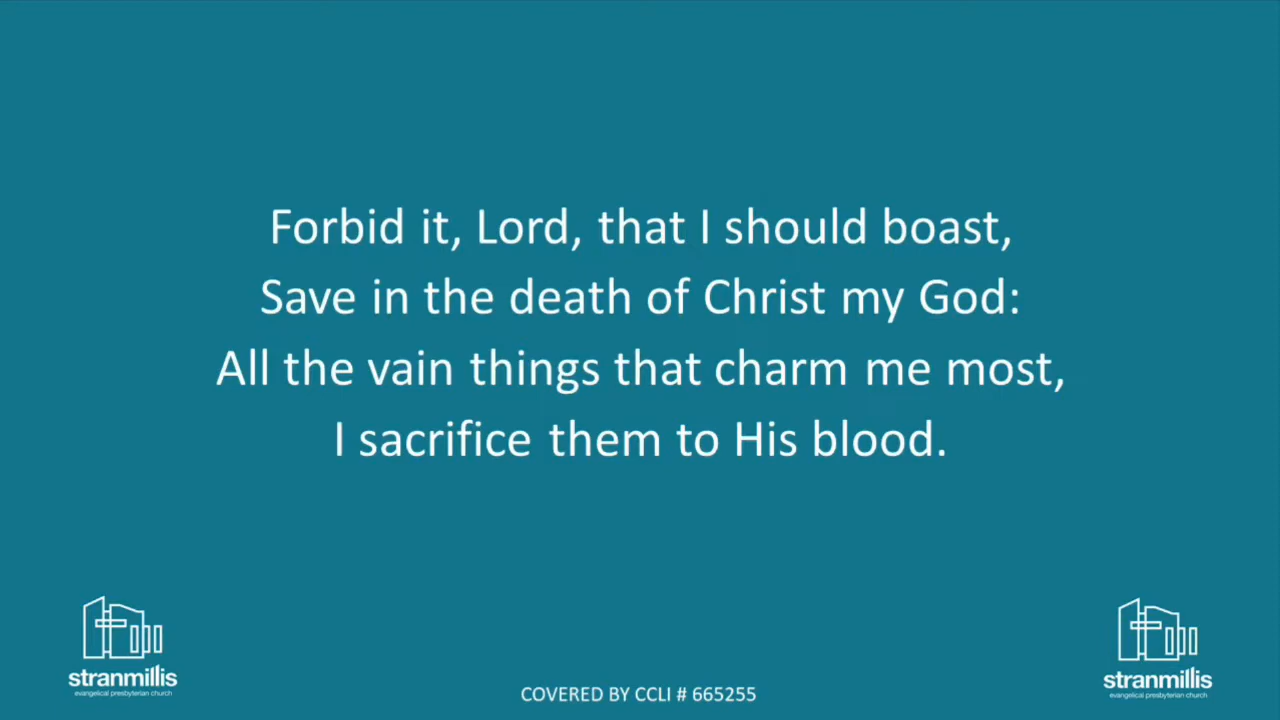 Forbid it, Lord, that I should boast,
Save in the death of Christ my God:
All the vain things that charm me most,
I sacrifice them to His blood.
stranmillis
evangelical presbyterian church
COVERED BY CCLI # 665255
stranmillis
evangelical presbyterian church